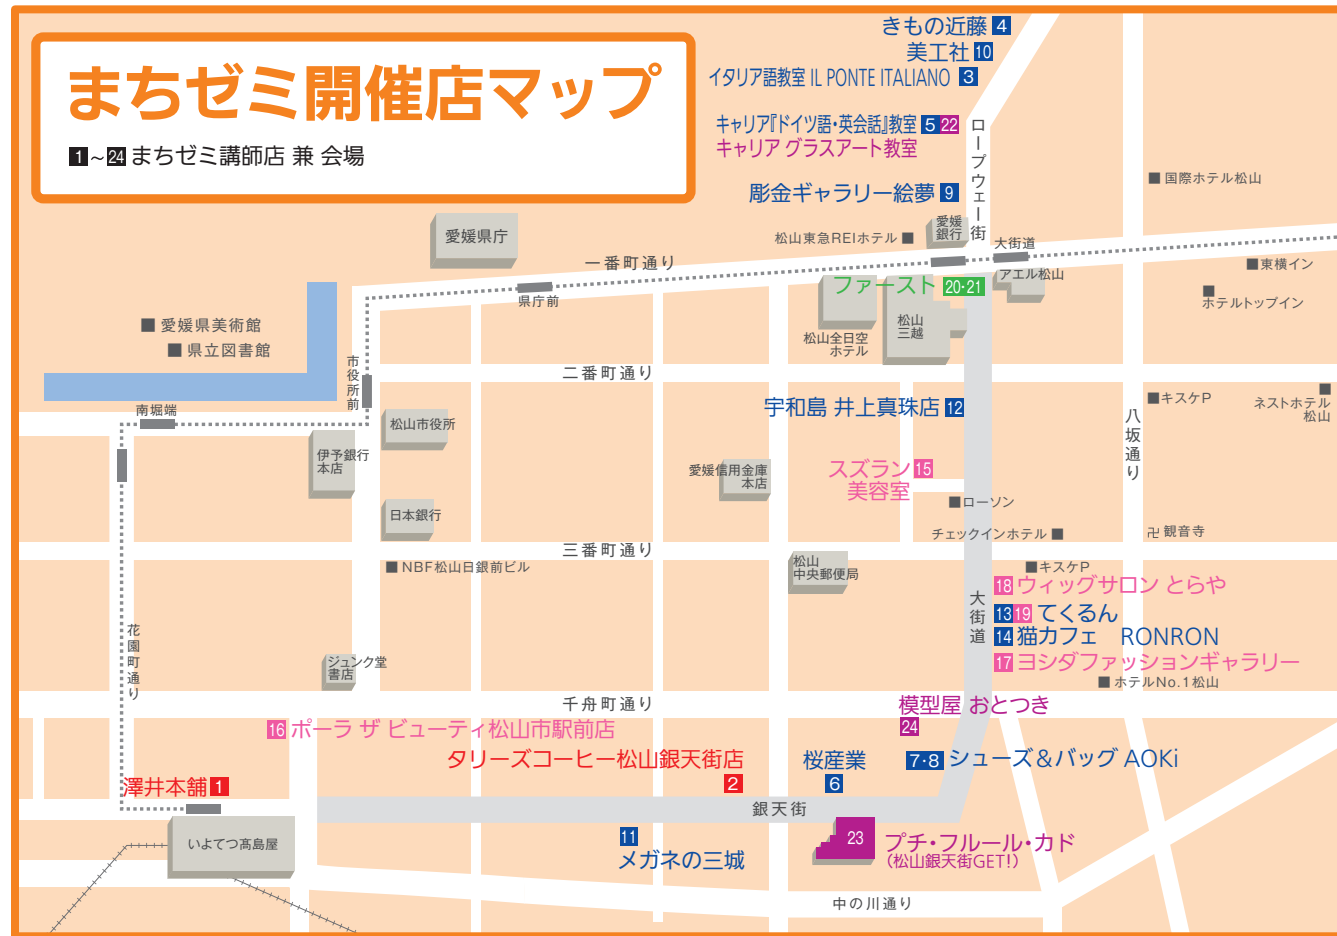 まちゼミ開催店マップ
1~24 まちゼミ講師店 兼 会場
きもの近藤 4
美工社 10
イタリア語教室 IL PONTE ITALIANO 3
キャリア『ドイツ語・英会話』教室 5 22
キャリア グラスアート教室
彫金ギャラリー絵夢 9
ロープウェー街
国際ホテル松山
愛媛県庁
愛媛
銀行
松山東急REIホテル
大街道
一番町通り
東横イン
アエル松山
ファースト 20・21
県庁前
ホテルトップイン
愛媛県美術館
県立図書館
松山
三越
松山全日空
ホテル
市役所前
二番町通り
南堀端
松山市役所
宇和島 井上真珠店 12
キスケP
ネストホテル
松山
八坂通り
伊予銀行
本店
愛媛信用金庫
本店
スズラン 15
美容室
ローソン
日本銀行
チェックインホテル
卍 観音寺
三番町通り
NBF松山日銀前ビル
松山
中央郵便局
キスケP
18 ウィッグサロン とらや
大街道
13 19 てくるん
14 猫カフェ RONRON
17 ヨシダファッションギャラリー
花園町通り
ジュンク堂
書店
ホテルNo.1松山
千舟町通り
模型屋 おとつき
24
16 ポーラ ザ ビューティ松山市駅前店
タリーズコーヒー松山銀天街店
2
桜産業
6
7・8 シューズ＆バッグ AOKi
澤井本舗 1
銀天街
いよてつ髙島屋
11
メガネの三城
23
プチ・フルール・カド
(松山銀天街GET!)
中の川通り